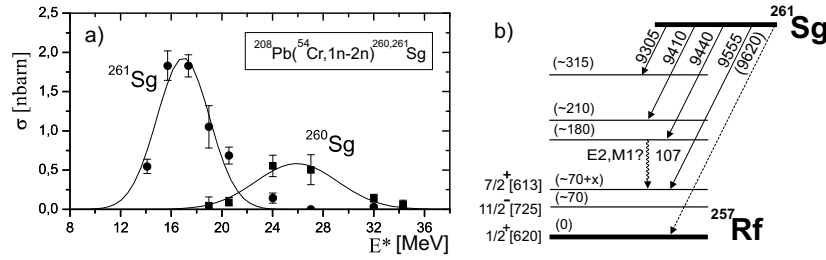 a)
²⁰⁸Pb(⁵⁴Cr,1n-2n)²⁶⁰,²⁶¹Sg
²⁶¹Sg
²⁶⁰Sg
σ [nbarn]
2,5
2,0
1,5
1,0
0,5
0,0
8 12 16 20 24 28 32 36
E* [MeV]
b)
²⁶¹Sg
9305
9410
9440
9555
(9620)
(~315)
(~210)
(~180)
E2,M1? 107
7/2⁺[613] (~70+x)
11/2⁻[725] (~70)
1/2⁺[620] (0)
²⁵⁷Rf